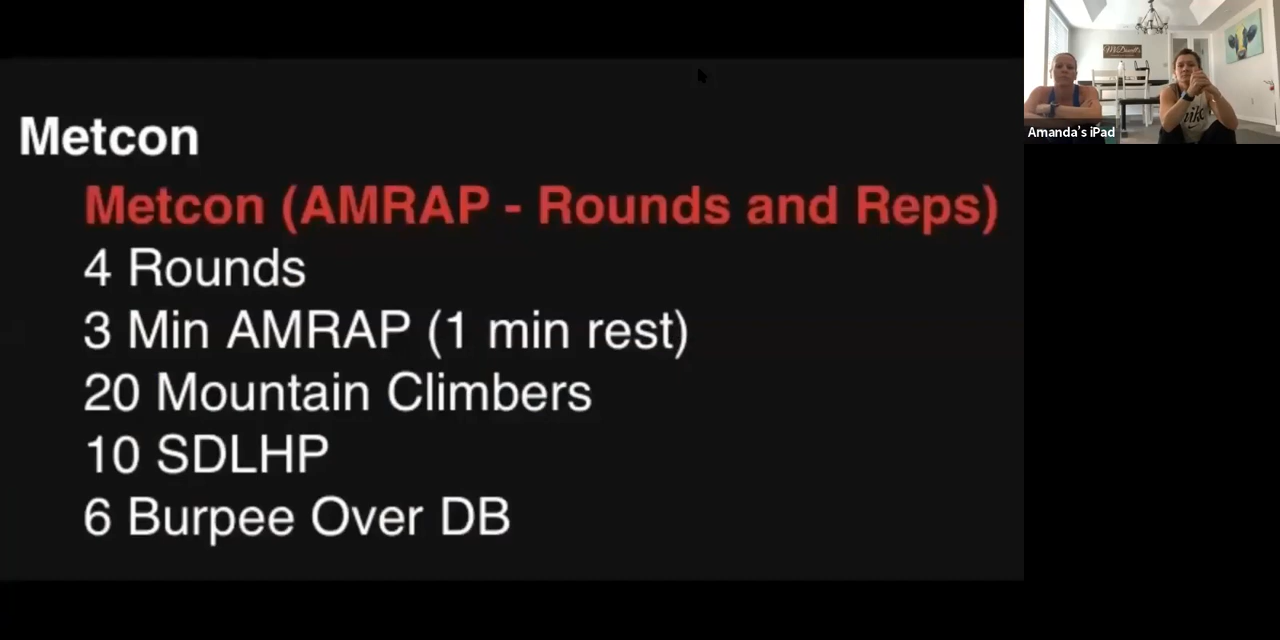 Metcon
Metcon (AMRAP - Rounds and Reps)
4 Rounds
3 Min AMRAP (1 min rest)
20 Mountain Climbers
10 SDLHP
6 Burpee Over DB
Amanda's iPad